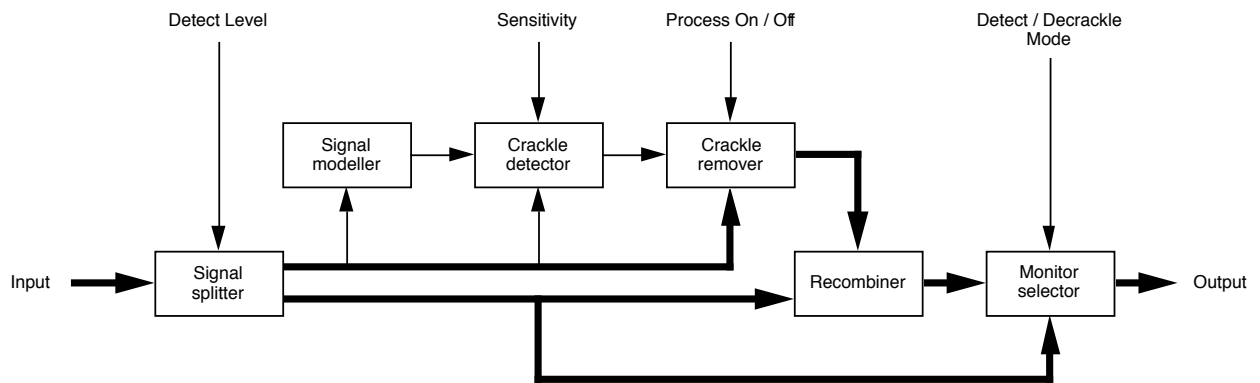 Detect Level
Sensitivity
Process On / Off
Detect / Decrackle
Mode
Signal
modeller
Crackle
detector
Crackle
remover
Input
Signal
splitter
Recombiner
Monitor
selector
Output